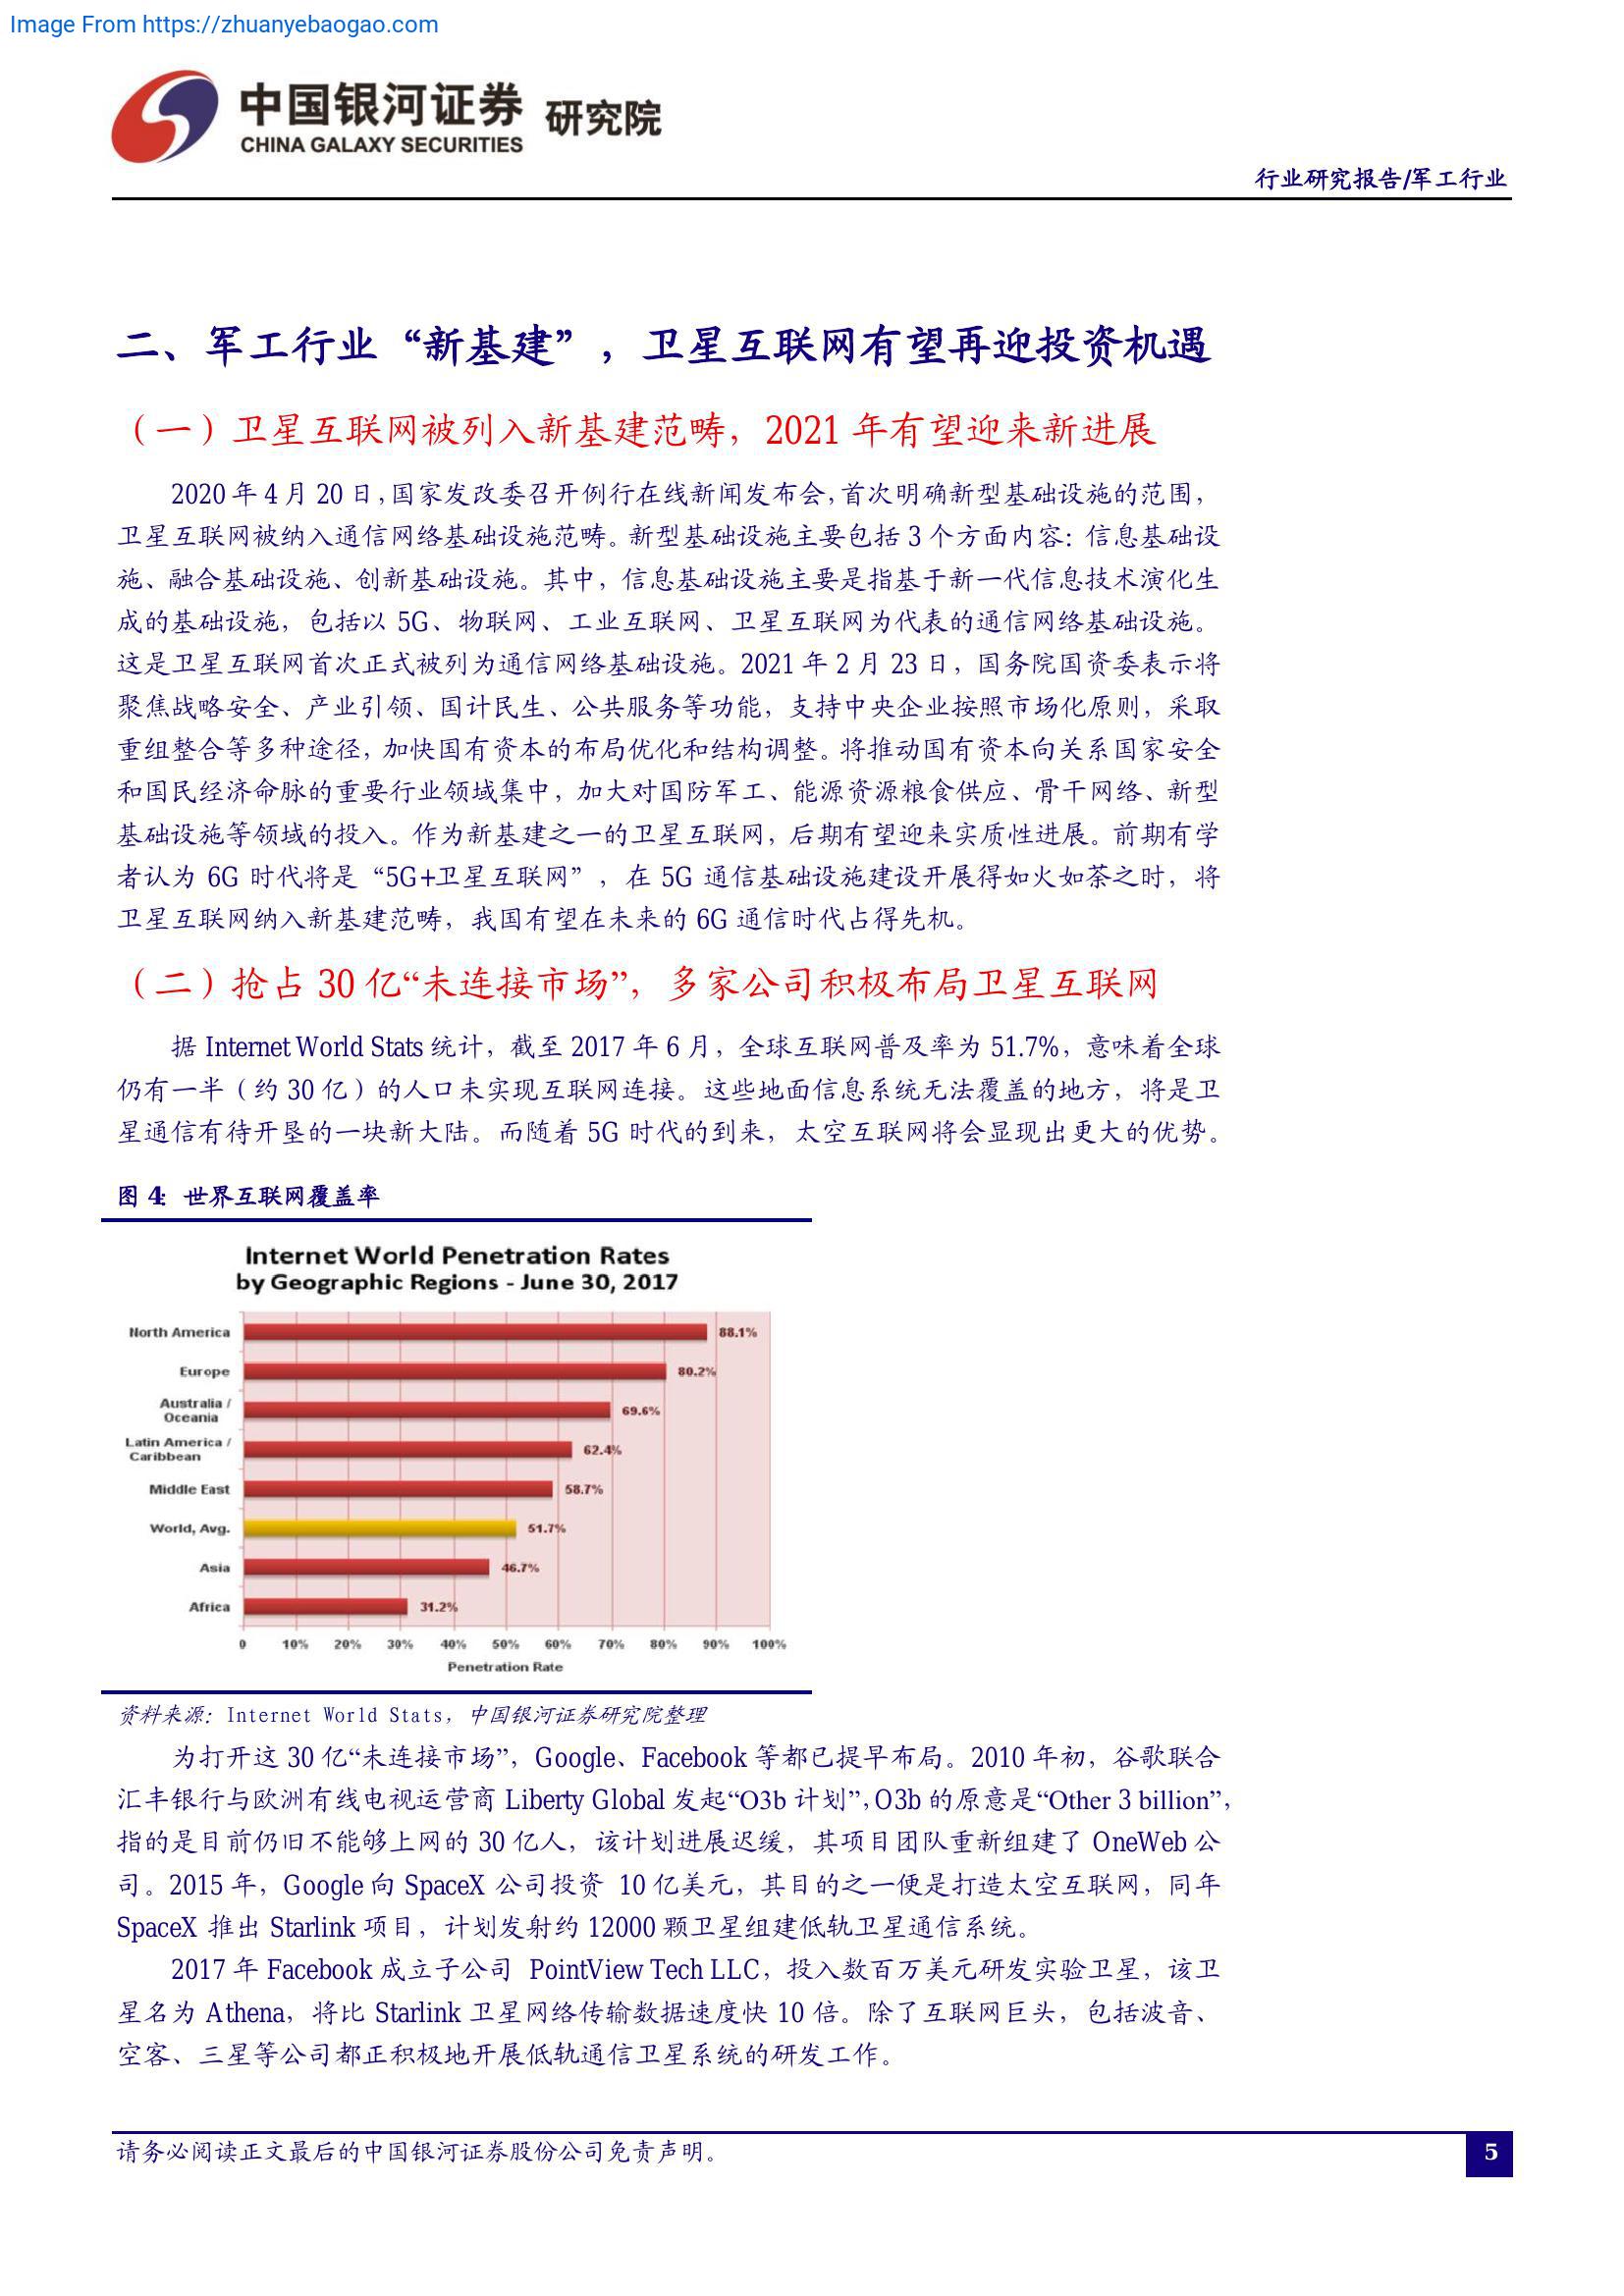 Image From https://zhuanyebaogao.com
中国银河证券 研究院
CHINA GALAXY SECURITIES
行业研究报告/军工行业
二、军工行业“新基建”，卫星互联网有望再迎投资机遇
（一）卫星互联网被列入新基建范畴，2021 年有望迎来新进展
2020 年 4 月 20 日，国家发改委召开例行在线新闻发布会，首次明确新型基础设施的范围，
卫星互联网被纳入通信网络基础设施范畴。新型基础设施主要包括 3 个方面内容：信息基础设
施、融合基础设施、创新基础设施。其中，信息基础设施主要是指基于新一代信息技术演化生
成的基础设施，包括以 5G、物联网、工业互联网、卫星互联网为代表的通信网络基础设施。
这是卫星互联网首次正式被列为通信网络基础设施。2021 年 2 月 23 日，国务院国资委表示将
聚焦战略安全、产业引领、国计民生、公共服务等功能，支持中央企业按照市场化原则，采取
重组整合等多种途径，加快国有资本的布局优化和结构调整。将推动国有资本向关系国家安全
和国民经济命脉的重要行业领域集中，加大对国防军工、能源资源粮食供应、骨干网络、新型
基础设施等领域的投入。作为新基建之一的卫星互联网，后期有望迎来实质性进展。前期有学
者认为 6G 时代将是“5G+卫星互联网”，在 5G 通信基础设施建设开展得如火如荼之时，将
卫星互联网纳入新基建范畴，我国有望在未来的 6G 通信时代占得先机。
（二）抢占 30 亿“未连接市场”，多家公司积极布局卫星互联网
据 Internet World Stats 统计，截至 2017 年 6 月，全球互联网普及率为 51.7%，意味着全球
仍有一半（约 30 亿）的人口未实现互联网连接。这些地面信息系统无法覆盖的地方，将是卫
星通信有待开垦的一块新大陆。而随着 5G 时代的到来，太空互联网将会显现出更大的优势。
图 4：世界互联网覆盖率
Internet World Penetration Rates
by Geographic Regions - June 30, 2017
North America 88.1%
Europe 80.2%
Australia /
Oceania 69.6%
Latin America /
Caribbean 62.4%
Middle East 58.7%
World, Avg. 51.7%
Asia 46.7%
Africa 31.2%
0 10% 20% 30% 40% 50% 60% 70% 80% 90% 100%
Penetration Rate
资料来源：Internet World Stats，中国银河证券研究院整理
为打开这 30 亿“未连接市场”，Google、Facebook 等都已提早布局。2010 年初，谷歌联合
汇丰银行与欧洲有线电视运营商 Liberty Global 发起“O3b 计划”，O3b 的原意是“Other 3 billion”，
指的是目前仍旧不能够上网的 30 亿人，该计划进展迟缓，其项目团队重新组建了 OneWeb 公
司。2015 年，Google 向 SpaceX 公司投资 10 亿美元，其目的之一便是打造太空互联网，同年
SpaceX 推出 Starlink 项目，计划发射约 12000 颗卫星组建低轨卫星通信系统。
2017 年 Facebook 成立子公司 PointView Tech LLC，投入数百万美元研发实验卫星，该卫
星名为 Athena，将比 Starlink 卫星网络传输数据速度快 10 倍。除了互联网巨头，包括波音、
空客、三星等公司都正积极地开展低轨通信卫星系统的研发工作。
请务必阅读正文最后的中国银河证券股份公司免责声明。
5